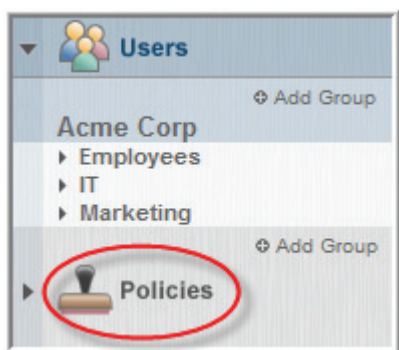 Users
Add Group
Acme Corp
Employees
IT
Marketing
Add Group
Policies